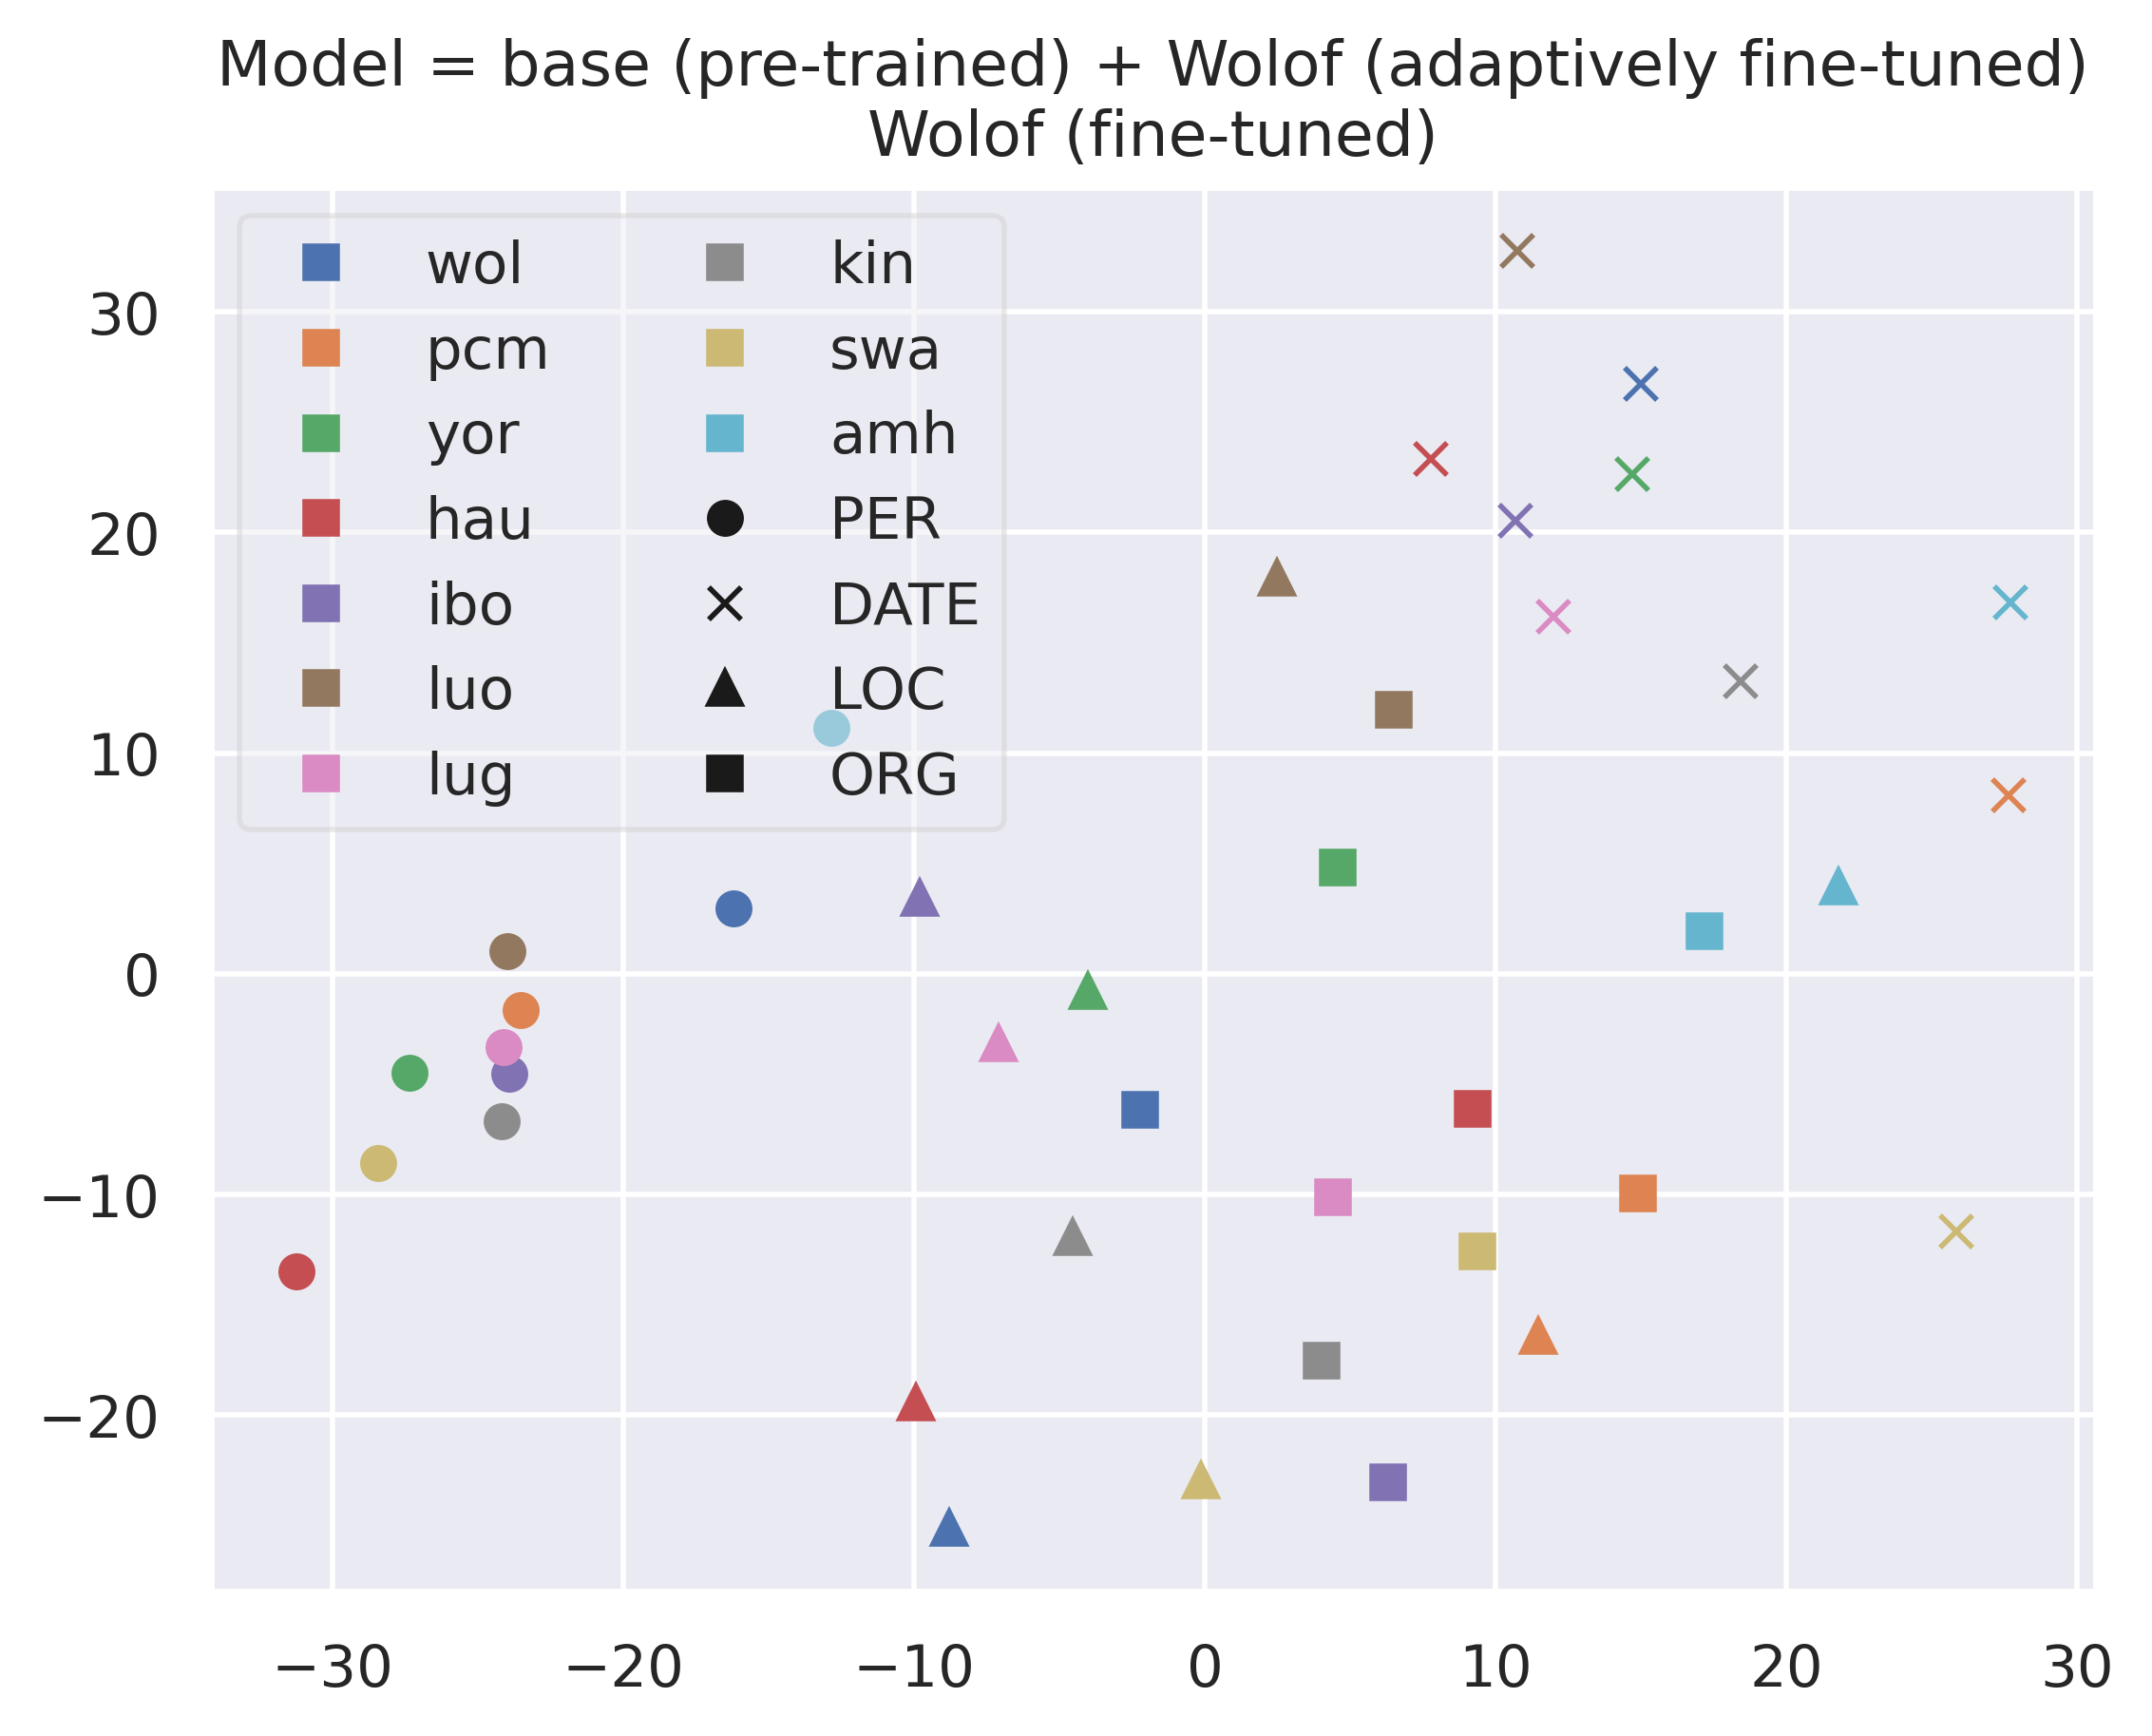 Model = base (pre-trained) + Wolof (adaptively fine-tuned)
Wolof (fine-tuned)
wol
pcm
yor
hau
ibo
luo
lug
kin
swa
amh
PER
DATE
LOC
ORG
30
20
10
0
−10
−20
−30
−20
−10
0
10
20
30